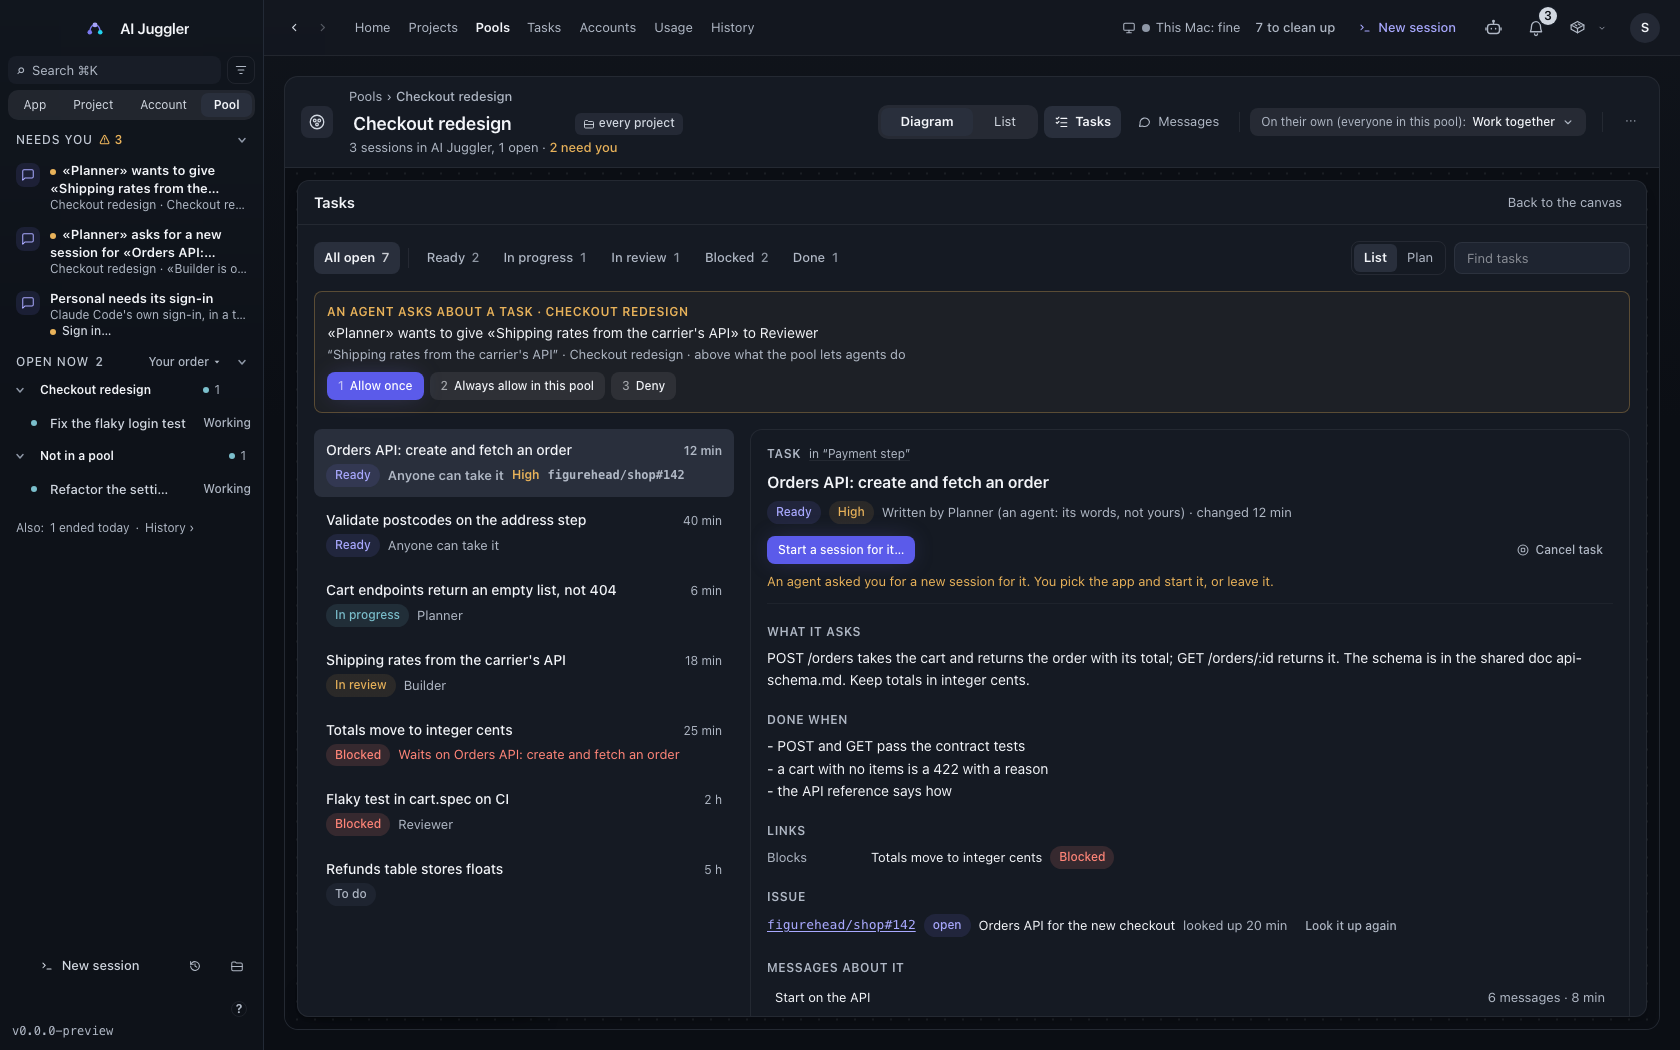 AI Juggler
Search ⌘K
App Project Account Pool
NEEDS YOU 3
«Planner» wants to give
«Shipping rates from the...
Checkout redesign · Checkout re...
«Planner» asks for a new
session for «Orders API:...
Checkout redesign · «Builder is o...
Personal needs its sign-in
Claude Code's own sign-in, in a t...
Sign in...
OPEN NOW 2 Your order
Checkout redesign 1
Fix the flaky login test Working
Not in a pool 1
Refactor the setti... Working
Also: 1 ended today · History ›
New session
?
v0.0.0-preview
Home Projects Pools Tasks Accounts Usage History
This Mac: fine 7 to clean up New session 3 S
Pools › Checkout redesign
Checkout redesign every project
3 sessions in AI Juggler, 1 open · 2 need you
Diagram List Tasks Messages On their own (everyone in this pool): Work together
Tasks Back to the canvas
All open 7 Ready 2 In progress 1 In review 1 Blocked 2 Done 1 List Plan Find tasks
AN AGENT ASKS ABOUT A TASK · CHECKOUT REDESIGN
«Planner» wants to give «Shipping rates from the carrier's API» to Reviewer
“Shipping rates from the carrier's API” · Checkout redesign · above what the pool lets agents do
1 Allow once 2 Always allow in this pool 3 Deny
Orders API: create and fetch an order 12 min
Ready Anyone can take it High figurehead/shop#142
Validate postcodes on the address step 40 min
Ready Anyone can take it
Cart endpoints return an empty list, not 404 6 min
In progress Planner
Shipping rates from the carrier's API 18 min
In review Builder
Totals move to integer cents 25 min
Blocked Waits on Orders API: create and fetch an order
Flaky test in cart.spec on CI 2 h
Blocked Reviewer
Refunds table stores floats 5 h
To do
TASK in “Payment step”
Orders API: create and fetch an order
Ready High Written by Planner (an agent: its words, not yours) · changed 12 min
Start a session for it... Cancel task
An agent asked you for a new session for it. You pick the app and start it, or leave it.
WHAT IT ASKS
POST /orders takes the cart and returns the order with its total; GET /orders/:id returns it. The schema is in the shared doc api-
schema.md. Keep totals in integer cents.
DONE WHEN
- POST and GET pass the contract tests
- a cart with no items is a 422 with a reason
- the API reference says how
LINKS
Blocks Totals move to integer cents Blocked
ISSUE
figurehead/shop#142 open Orders API for the new checkout looked up 20 min Look it up again
MESSAGES ABOUT IT
Start on the API 6 messages · 8 min